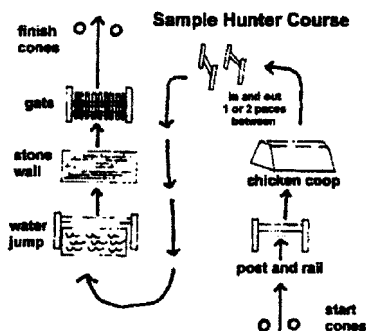 Sample Hunter Course
finish
cones
gate
stone
wall
water
jump
in and out
1 or 2 paces
between
chicken coop
post and rail
start
cones